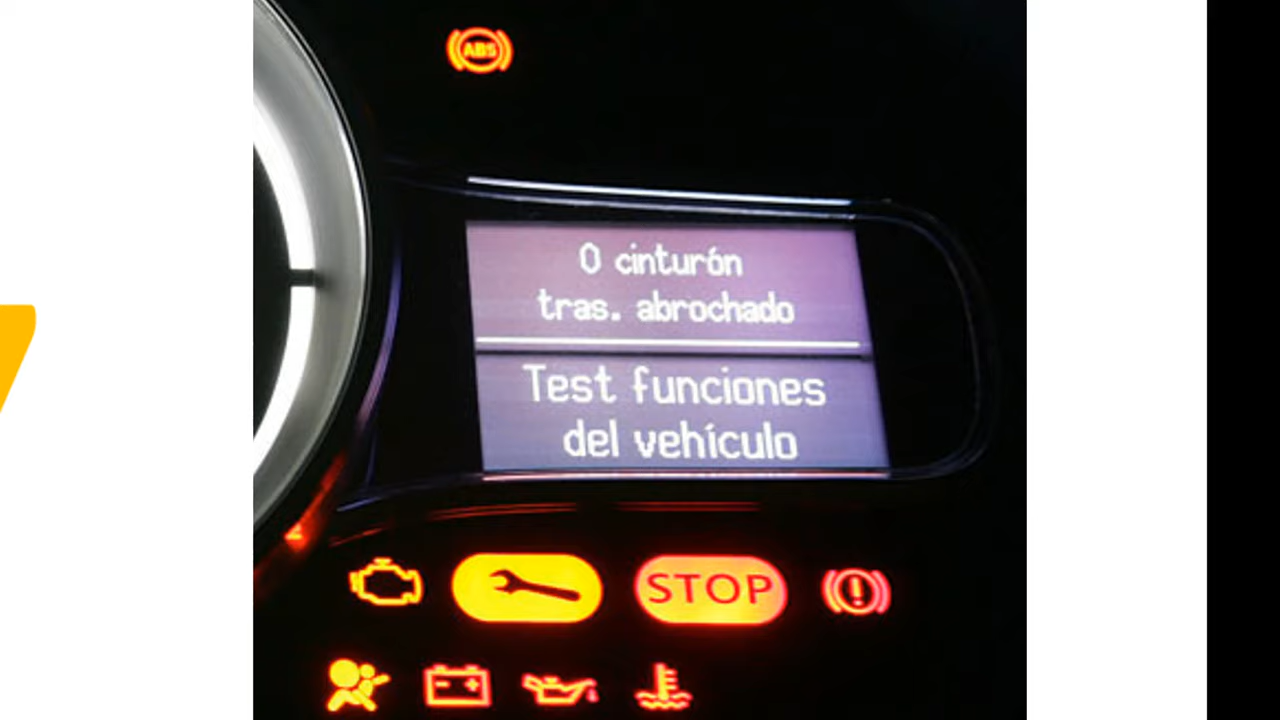 ABS
0 cinturón
tras. abrochado
Test funciones
del vehículo
STOP